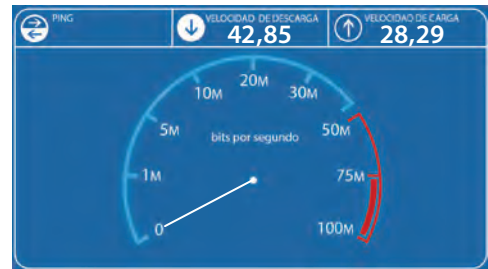 PING
VELOCIDAD DE DESCARGA
42,85
VELOCIDAD DE CARGA
28,29
20M
10M
30M
5M
50M
bits por segundo
1M
75M
0
100M